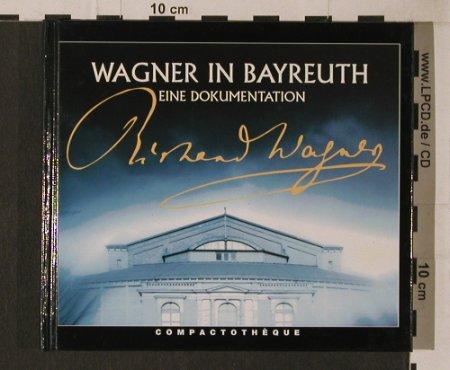 10 cm
WAGNER IN BAYREUTH
EINE DOKUMENTATION
Richard Wagner
COMPACTOTHÈQUE
www.LPCD.de / CD
10 cm